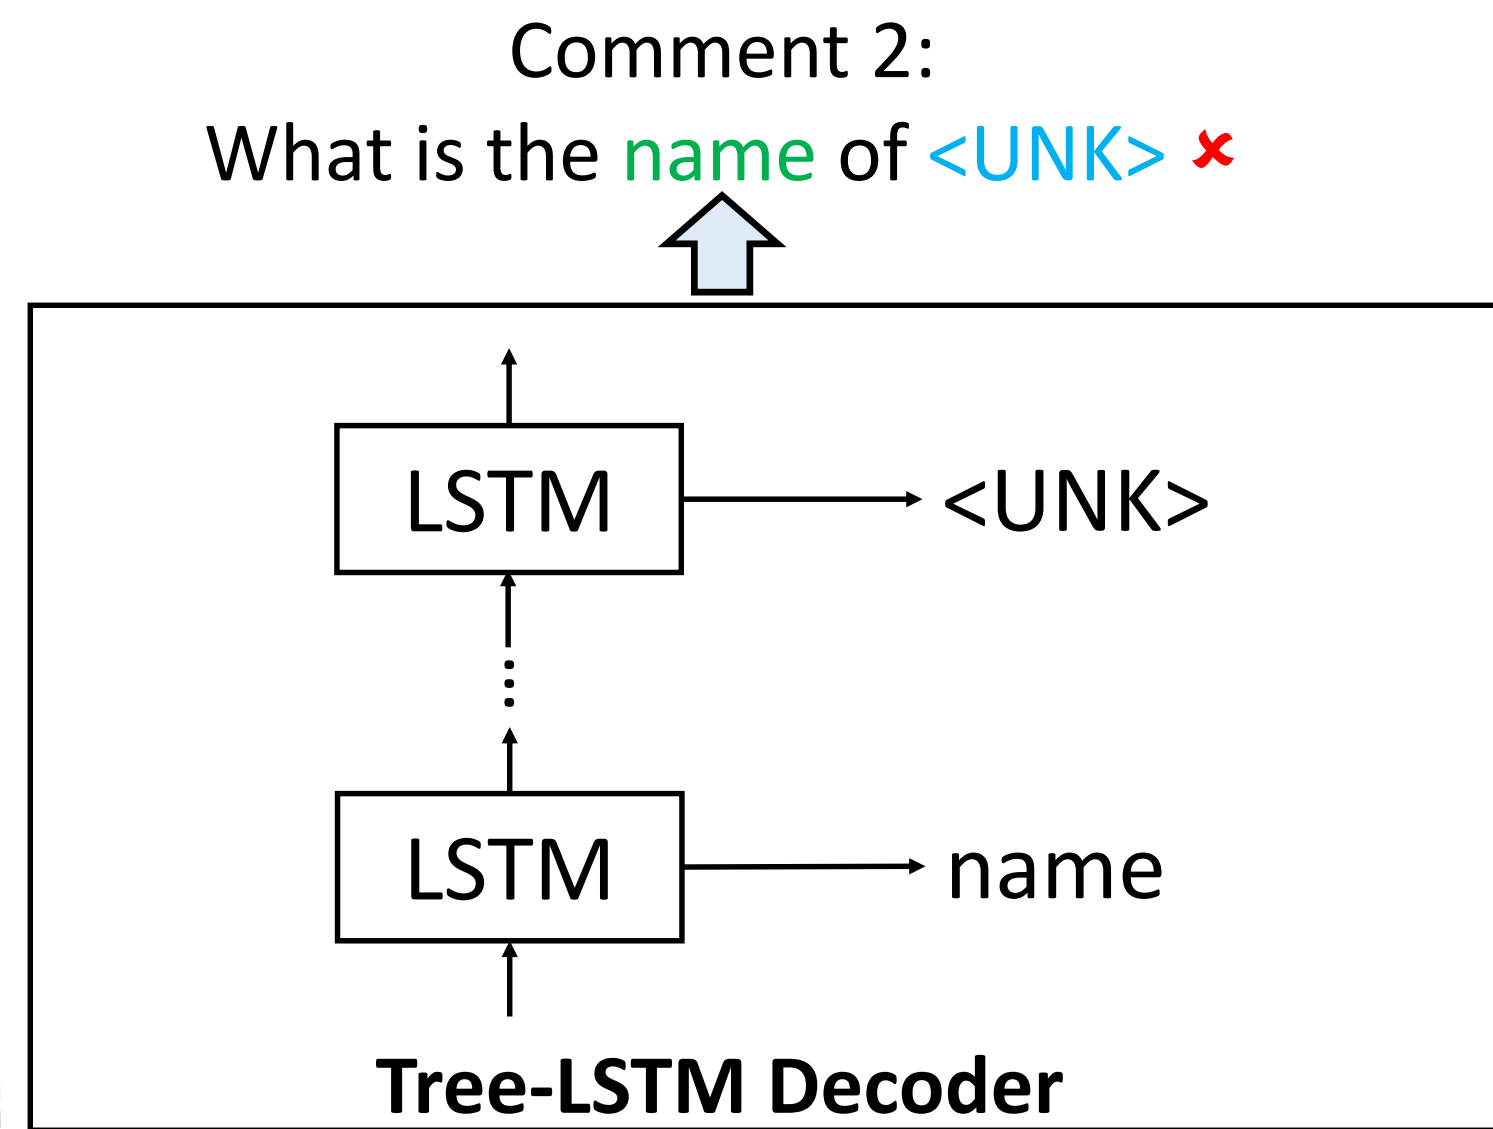 Comment 2:
What is the name of <UNK> ✘
LSTM
<UNK>
LSTM
name
Tree-LSTM Decoder